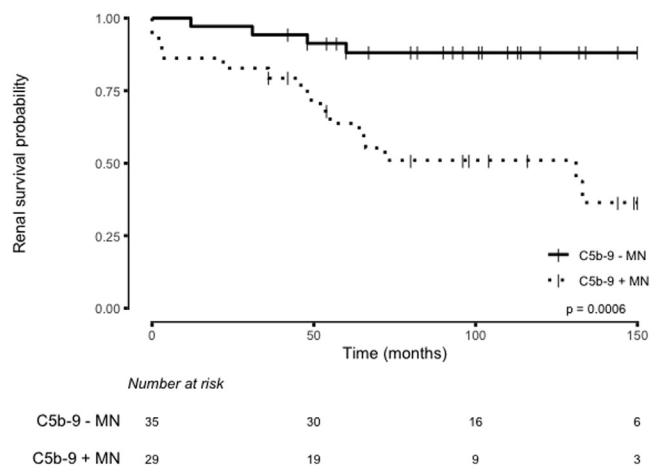 1.00
0.75
0.50
0.25
0.00
Renal survival probability
C5b-9 - MN
C5b-9 + MN
p = 0.0006
0 50 100 150
Time (months)
Number at risk
C5b-9 - MN 35 30 16 6
C5b-9 + MN 29 19 9 3